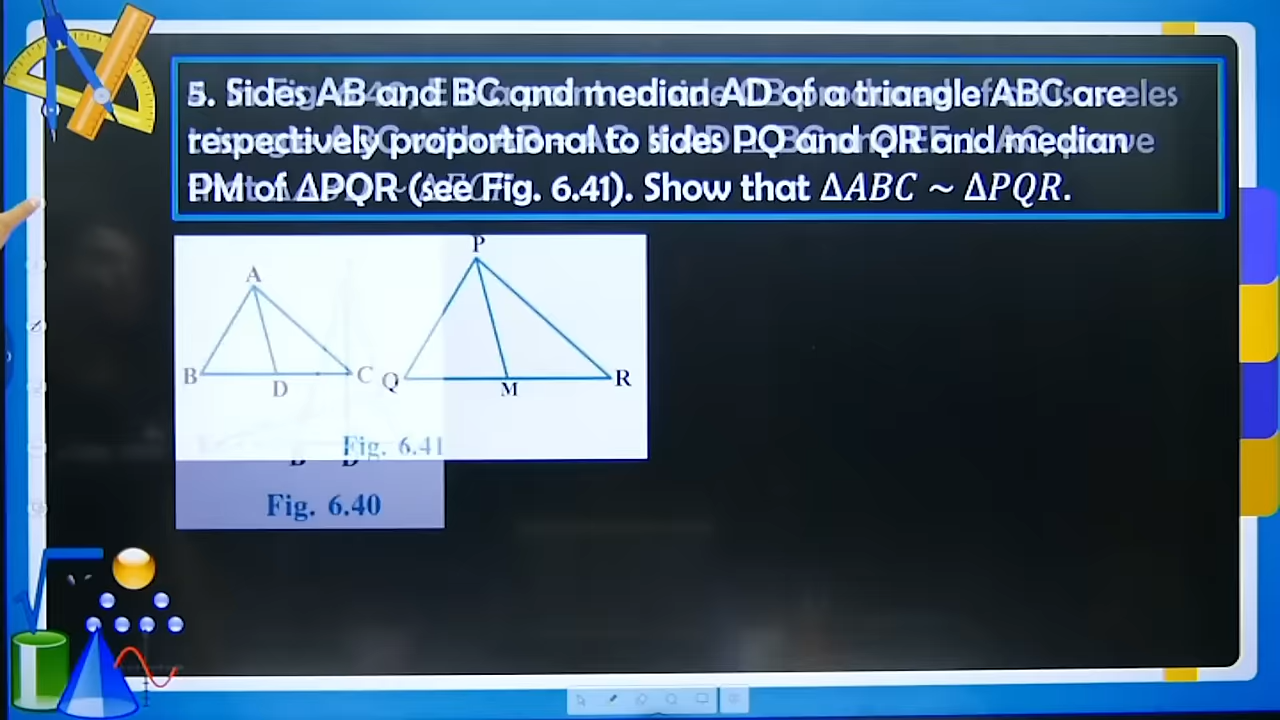 5. Sides AB and BC and median AD of a triangle ABC are
respectively proportional to sides PQ and QR and median
PM of ΔPQR (see Fig. 6.41). Show that ΔABC ~ ΔPQR.
P
A
B
D
C
Q
M
R
Fig. 6.41
B D
Fig. 6.40